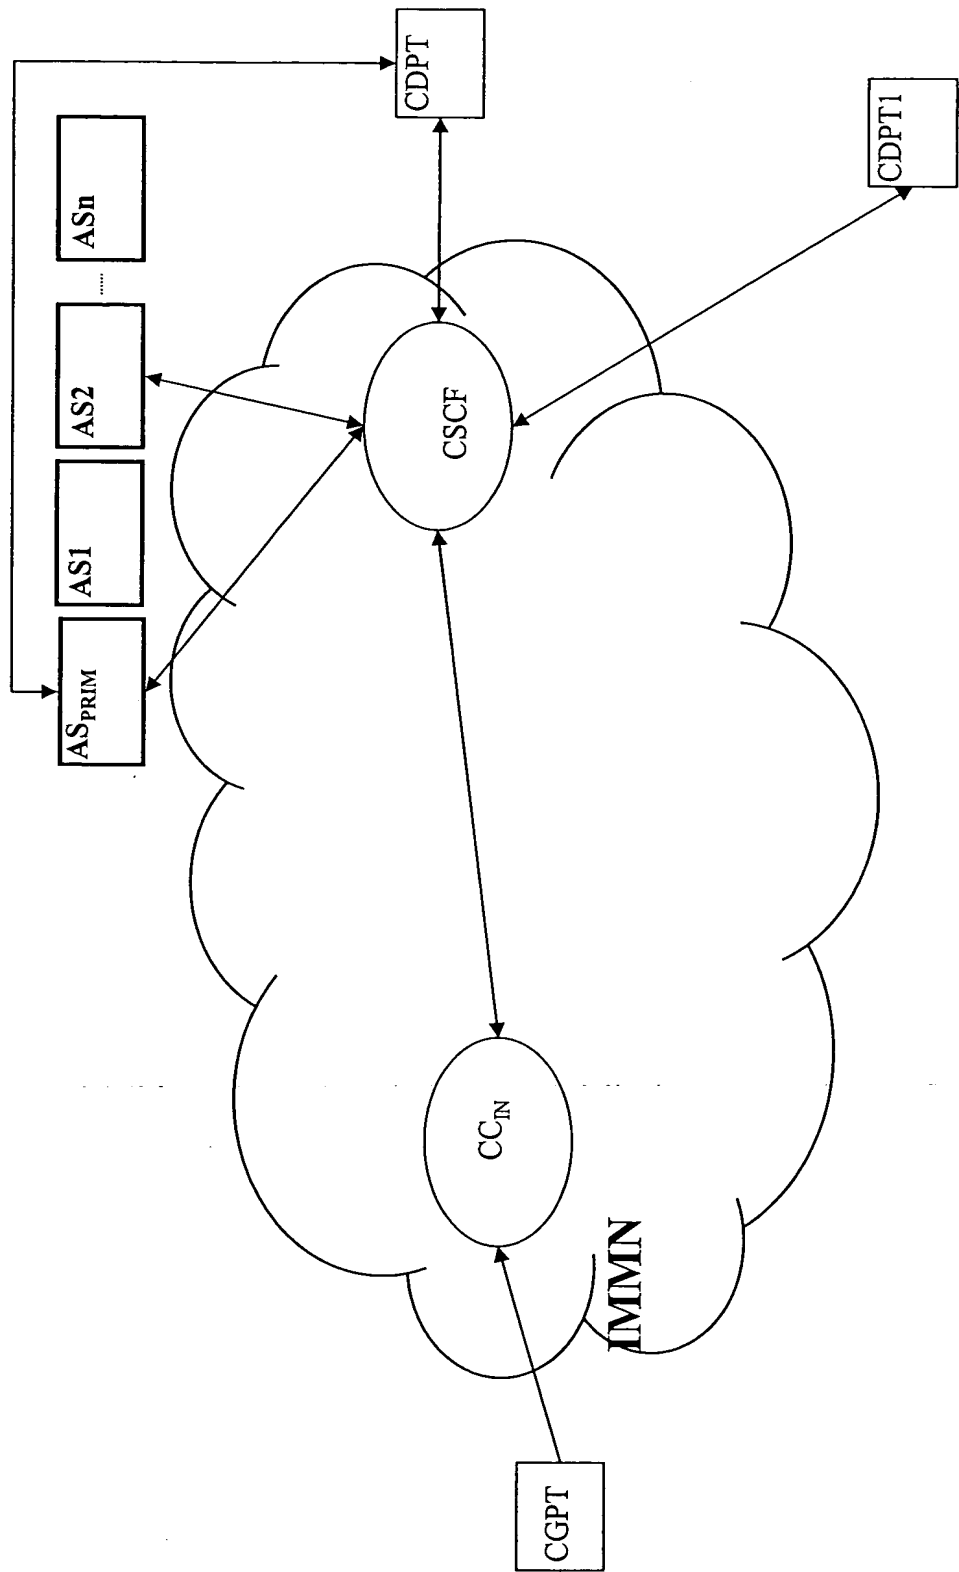 AS_PRIM
AS1
AS2
........
ASn
CDPT
CSCF
CC_IN
CGPT
IMMN
CDPT1